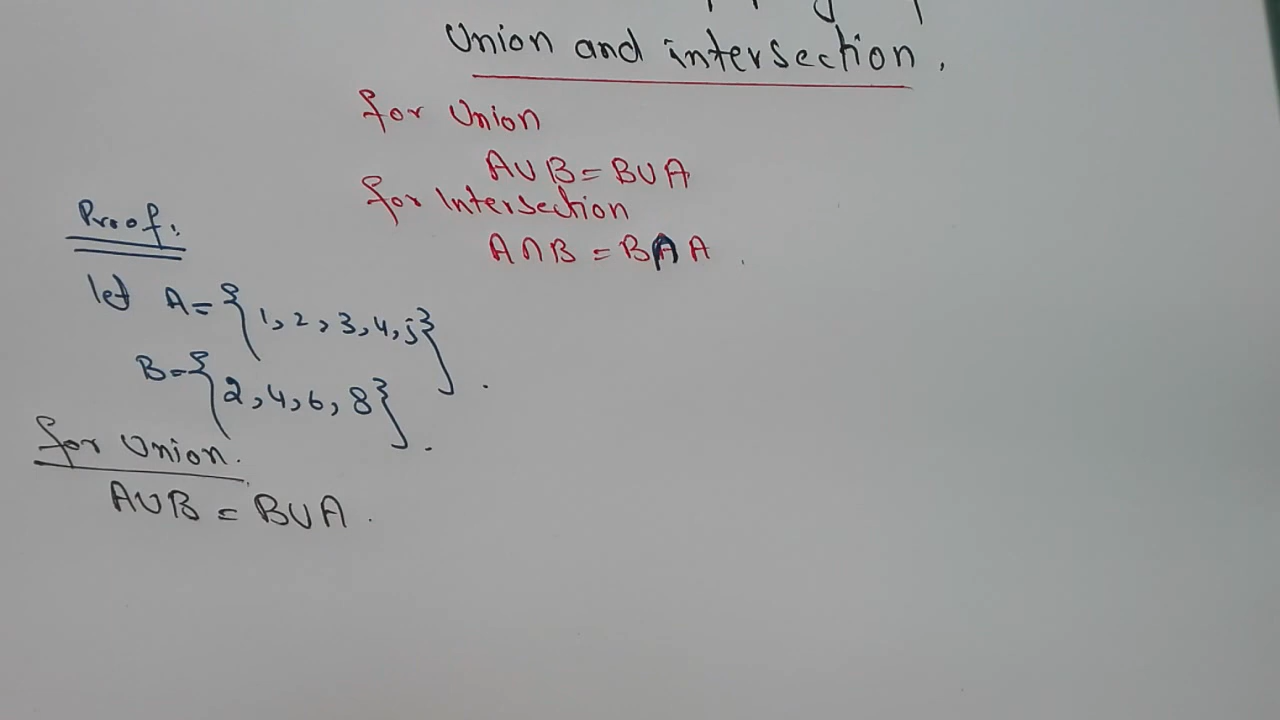 Union and intersection.
for Union
A∪B = B∪A
for Intersection
A∩B = B∩A.
Proof:
let A = {1, 2, 3, 4, 5}.
B = {2, 4, 6, 8}.
for Union.
A∪B = B∪A.